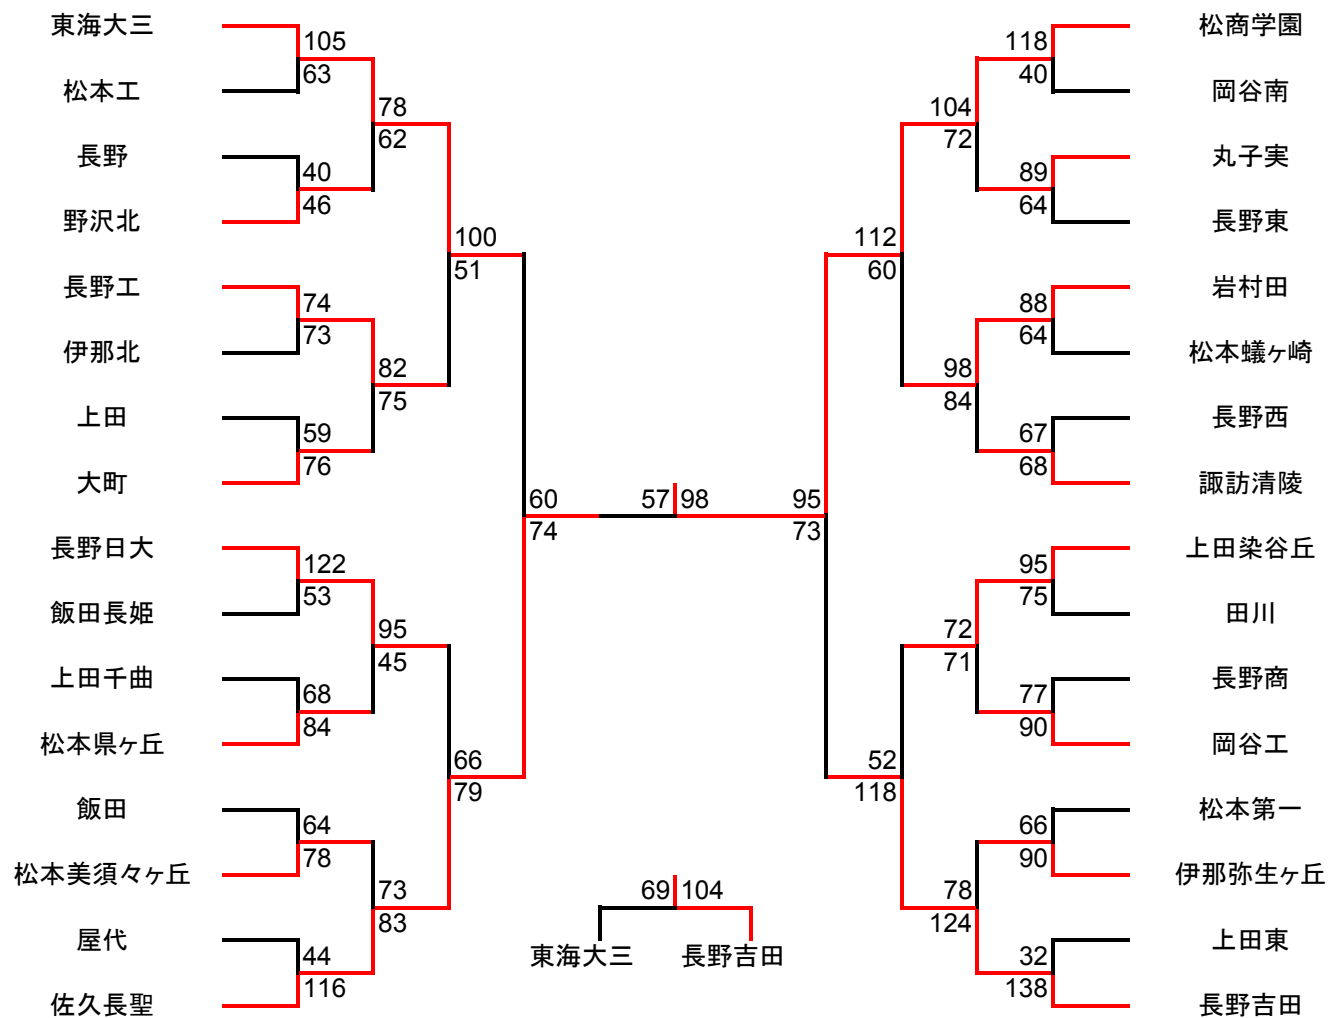 東海大三
松本工
長野
野沢北
長野工
伊那北
上田
大町
長野日大
飯田長姫
上田千曲
松本県ヶ丘
飯田
松本美須々ヶ丘
屋代
佐久長聖
105
63
40
46
74
73
59
76
122
53
68
84
64
78
44
116
78
62
82
75
95
45
73
83
100
51
66
79
60
74
57
98
95
73
112
60
52
118
104
72
98
84
72
71
78
124
118
40
89
64
88
64
67
68
95
75
77
90
66
90
32
138
松商学園
岡谷南
丸子実
長野東
岩村田
松本蟻ヶ崎
長野西
諏訪清陵
上田染谷丘
田川
長野商
岡谷工
松本第一
伊那弥生ヶ丘
上田東
長野吉田
69
104
東海大三
長野吉田